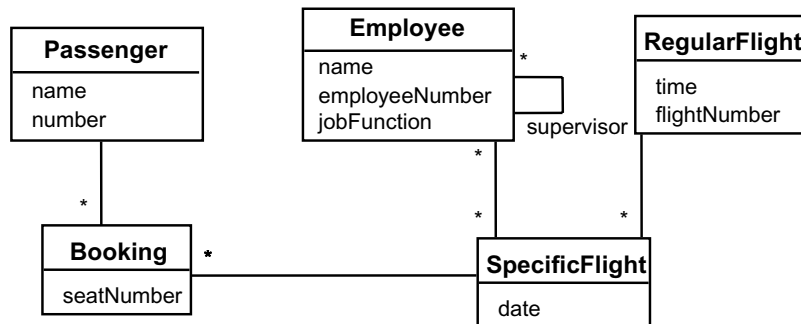 Passenger
name
number
*
Booking
seatNumber
*
Employee
name
employeeNumber
jobFunction
*
supervisor
*
*
RegularFlight
time
flightNumber
*
SpecificFlight
date